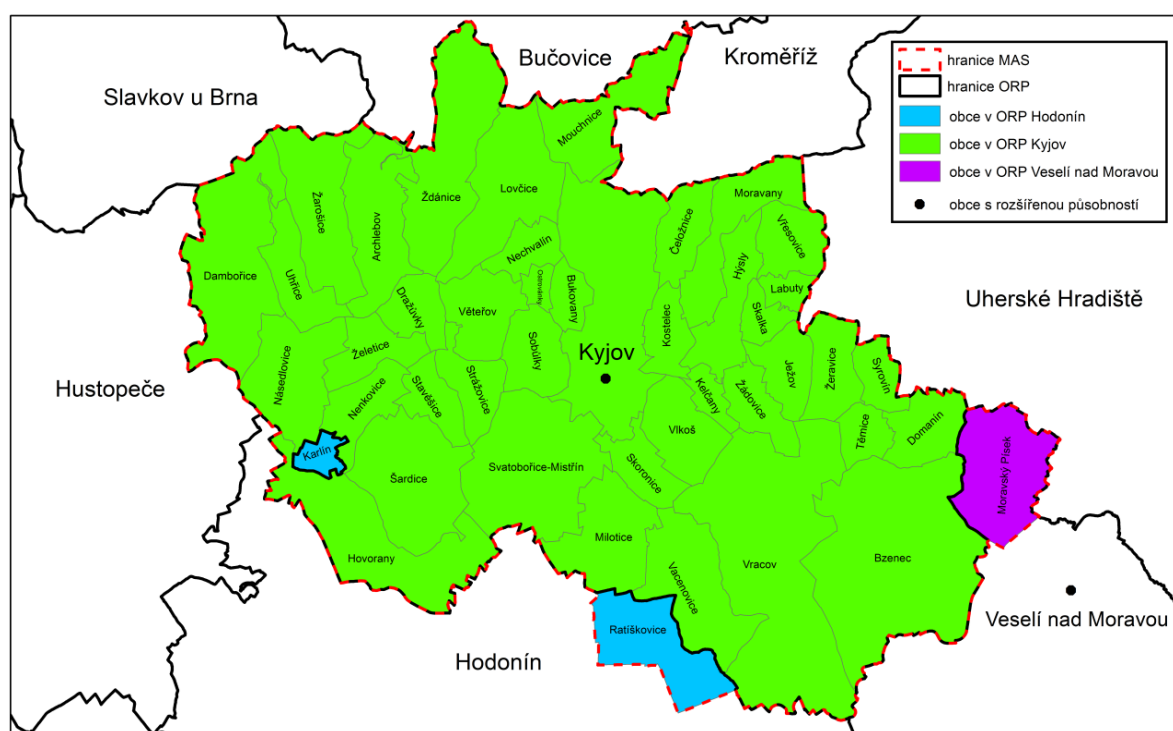 Bučovice
Kroměříž
Slavkov u Brna
hranice MAS
hranice ORP
obce v ORP Hodonín
obce v ORP Kyjov
obce v ORP Veselí nad Moravou
obce s rozšířenou působností
Mouchnice
Lovčice
Ždánice
Žarošice
Archlebov
Moravany
Čeložnice
Vřesovice
Nechvalín
Hýsly
Dambořice
Uhřice
Ostrovánky
Bukovany
Labuty
Uherské Hradiště
Dražůvky
Věteřov
Kostelec
Skalka
Sobůlky
Želetice
Kyjov
Ježov
Žeravice
Syrovín
Hustopeče
Násedlovice
Nenkovice
Stavěšice
Strážovice
Kelčany
Žádovice
Vlkoš
Těmice
Domanín
Karlín
Šardice
Svatobořice-Mistřín
Skoronice
Moravský Písek
Milotice
Hovorany
Vacenovice
Vracov
Bzenec
Ratíškovice
Veselí nad Moravou
Hodonín